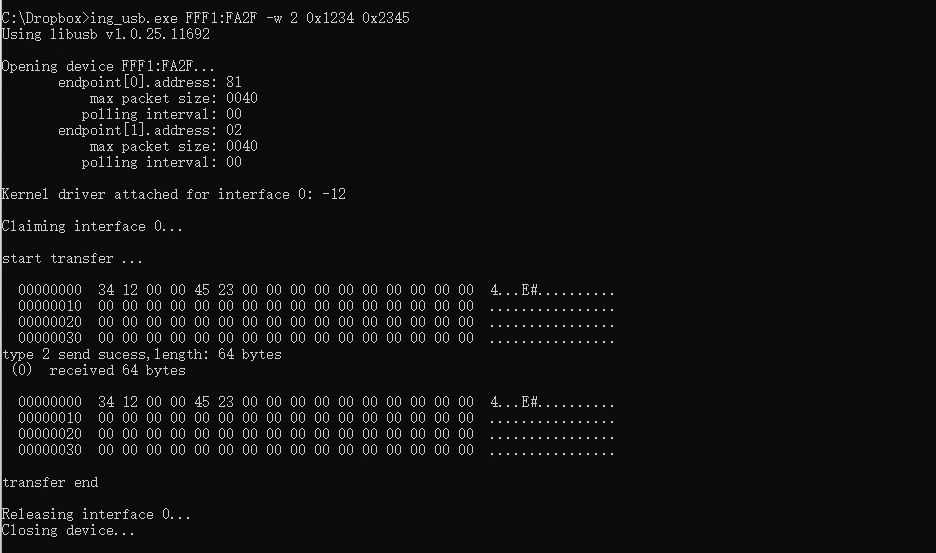 C:\Dropbox>ing_usb.exe FFF1:FA2F -w 2 0x1234 0x2345
Using libusb v1.0.25.11692
Opening device FFF1:FA2F...
endpoint[0].address: 81
max packet size: 0040
polling interval: 00
endpoint[1].address: 02
max packet size: 0040
polling interval: 00
Kernel driver attached for interface 0: -12
Claiming interface 0...
start transfer ...
00000000  34 12 00 00 45 23 00 00 00 00 00 00 00 00 00 00  4...E#..........
00000010  00 00 00 00 00 00 00 00 00 00 00 00 00 00 00 00  ................
00000020  00 00 00 00 00 00 00 00 00 00 00 00 00 00 00 00  ................
00000030  00 00 00 00 00 00 00 00 00 00 00 00 00 00 00 00  ................
type 2 send sucess,length: 64 bytes
(0)  received 64 bytes
00000000  34 12 00 00 45 23 00 00 00 00 00 00 00 00 00 00  4...E#..........
00000010  00 00 00 00 00 00 00 00 00 00 00 00 00 00 00 00  ................
00000020  00 00 00 00 00 00 00 00 00 00 00 00 00 00 00 00  ................
00000030  00 00 00 00 00 00 00 00 00 00 00 00 00 00 00 00  ................
transfer end
Releasing interface 0...
Closing device...